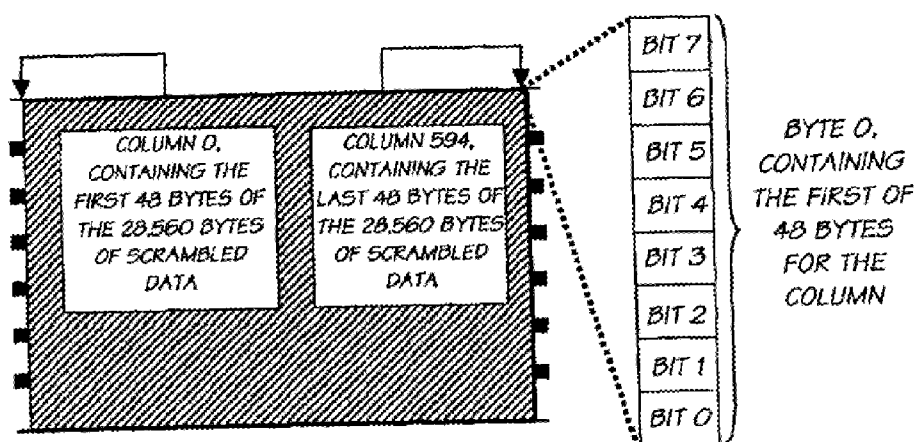 COLUMN 0,
CONTAINING THE
FIRST 48 BYTES OF
THE 28,560 BYTES
OF SCRAMBLED
DATA
COLUMN 594,
CONTAINING THE
LAST 48 BYTES OF
THE 28,560 BYTES
OF SCRAMBLED
DATA
BIT 7
BIT 6
BIT 5
BIT 4
BIT 3
BIT 2
BIT 1
BIT 0
BYTE 0,
CONTAINING
THE FIRST OF
48 BYTES
FOR THE
COLUMN